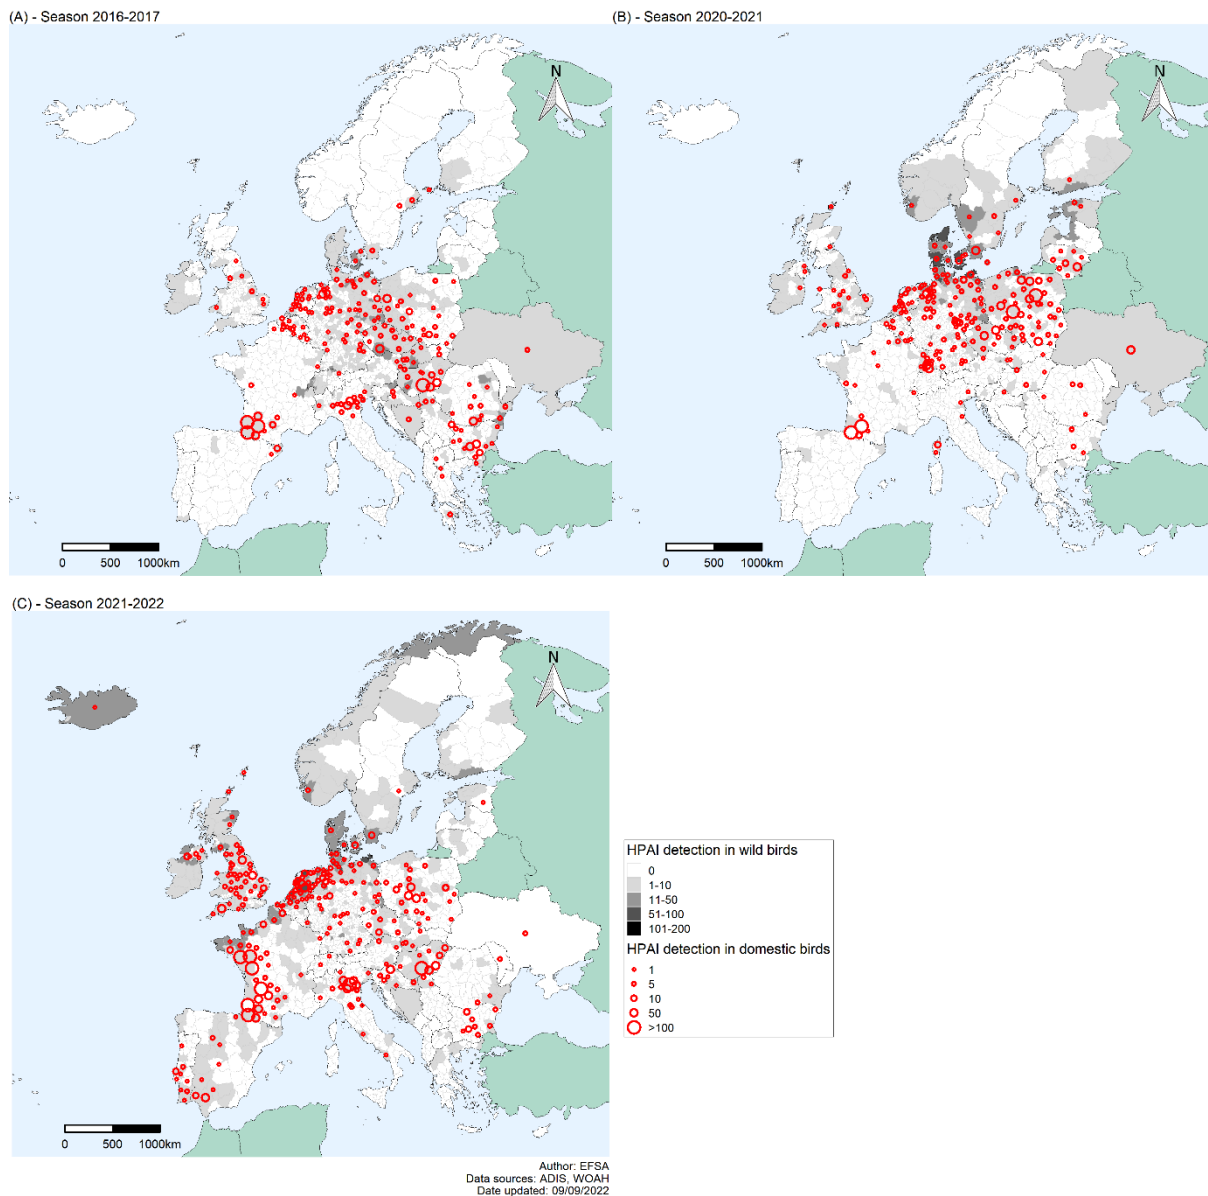 (A) - Season 2016-2017
N
0 500 1000km
(B) - Season 2020-2021
N
0 500 1000km
(C) - Season 2021-2022
N
0 500 1000km
HPAI detection in wild birds
0
1-10
11-50
51-100
101-200
HPAI detection in domestic birds
1
5
10
50
>100
Author: EFSA
Data sources: ADIS, WOAH
Date updated: 09/09/2022